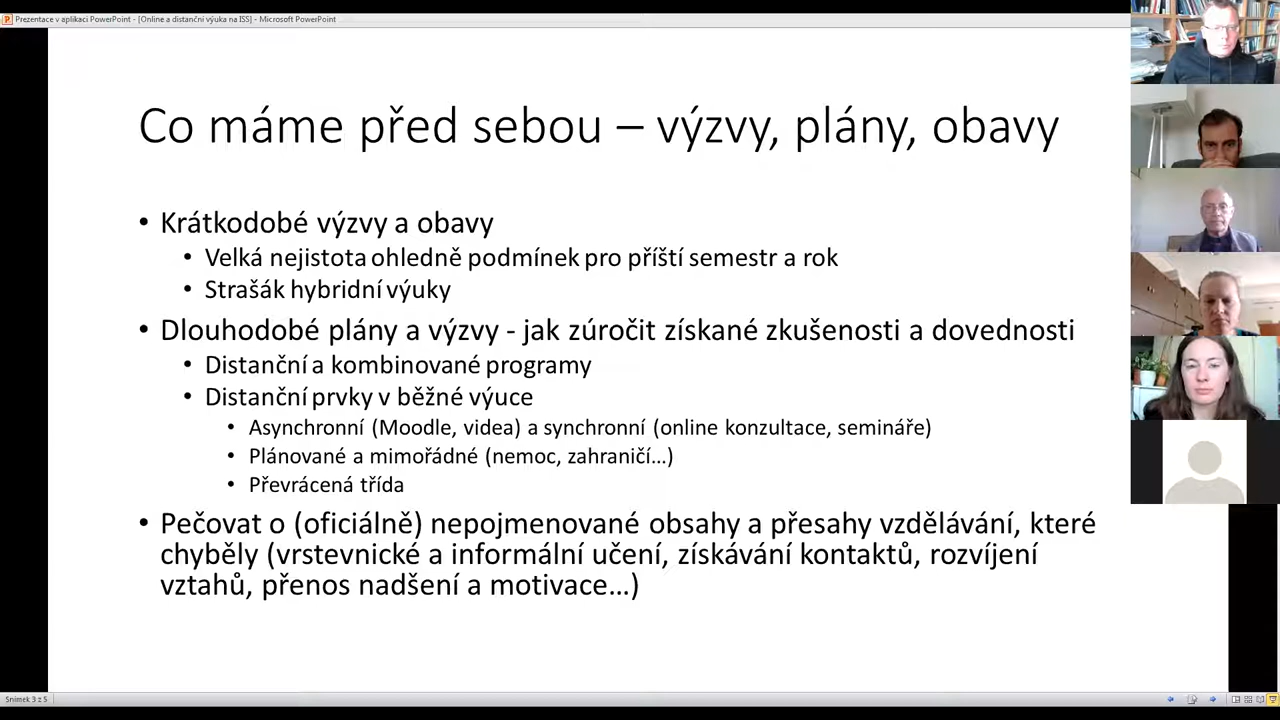 Prezentace v aplikaci PowerPoint - [Online a distanční výuka na ISS] - Microsoft PowerPoint
Co máme před sebou – výzvy, plány, obavy
• Krátkodobé výzvy a obavy
• Velká nejistota ohledně podmínek pro příští semestr a rok
• Strašák hybridní výuky
• Dlouhodobé plány a výzvy - jak zúročit získané zkušenosti a dovednosti
• Distanční a kombinované programy
• Distanční prvky v běžné výuce
• Asynchronní (Moodle, videa) a synchronní (online konzultace, semináře)
• Plánované a mimořádné (nemoc, zahraničí…)
• Převrácená třída
• Pečovat o (oficiálně) nepojmenované obsahy a přesahy vzdělávání, které
chyběly (vrstevnické a informální učení, získávání kontaktů, rozvíjení
vztahů, přenos nadšení a motivace…)
Snímek 3 z 5